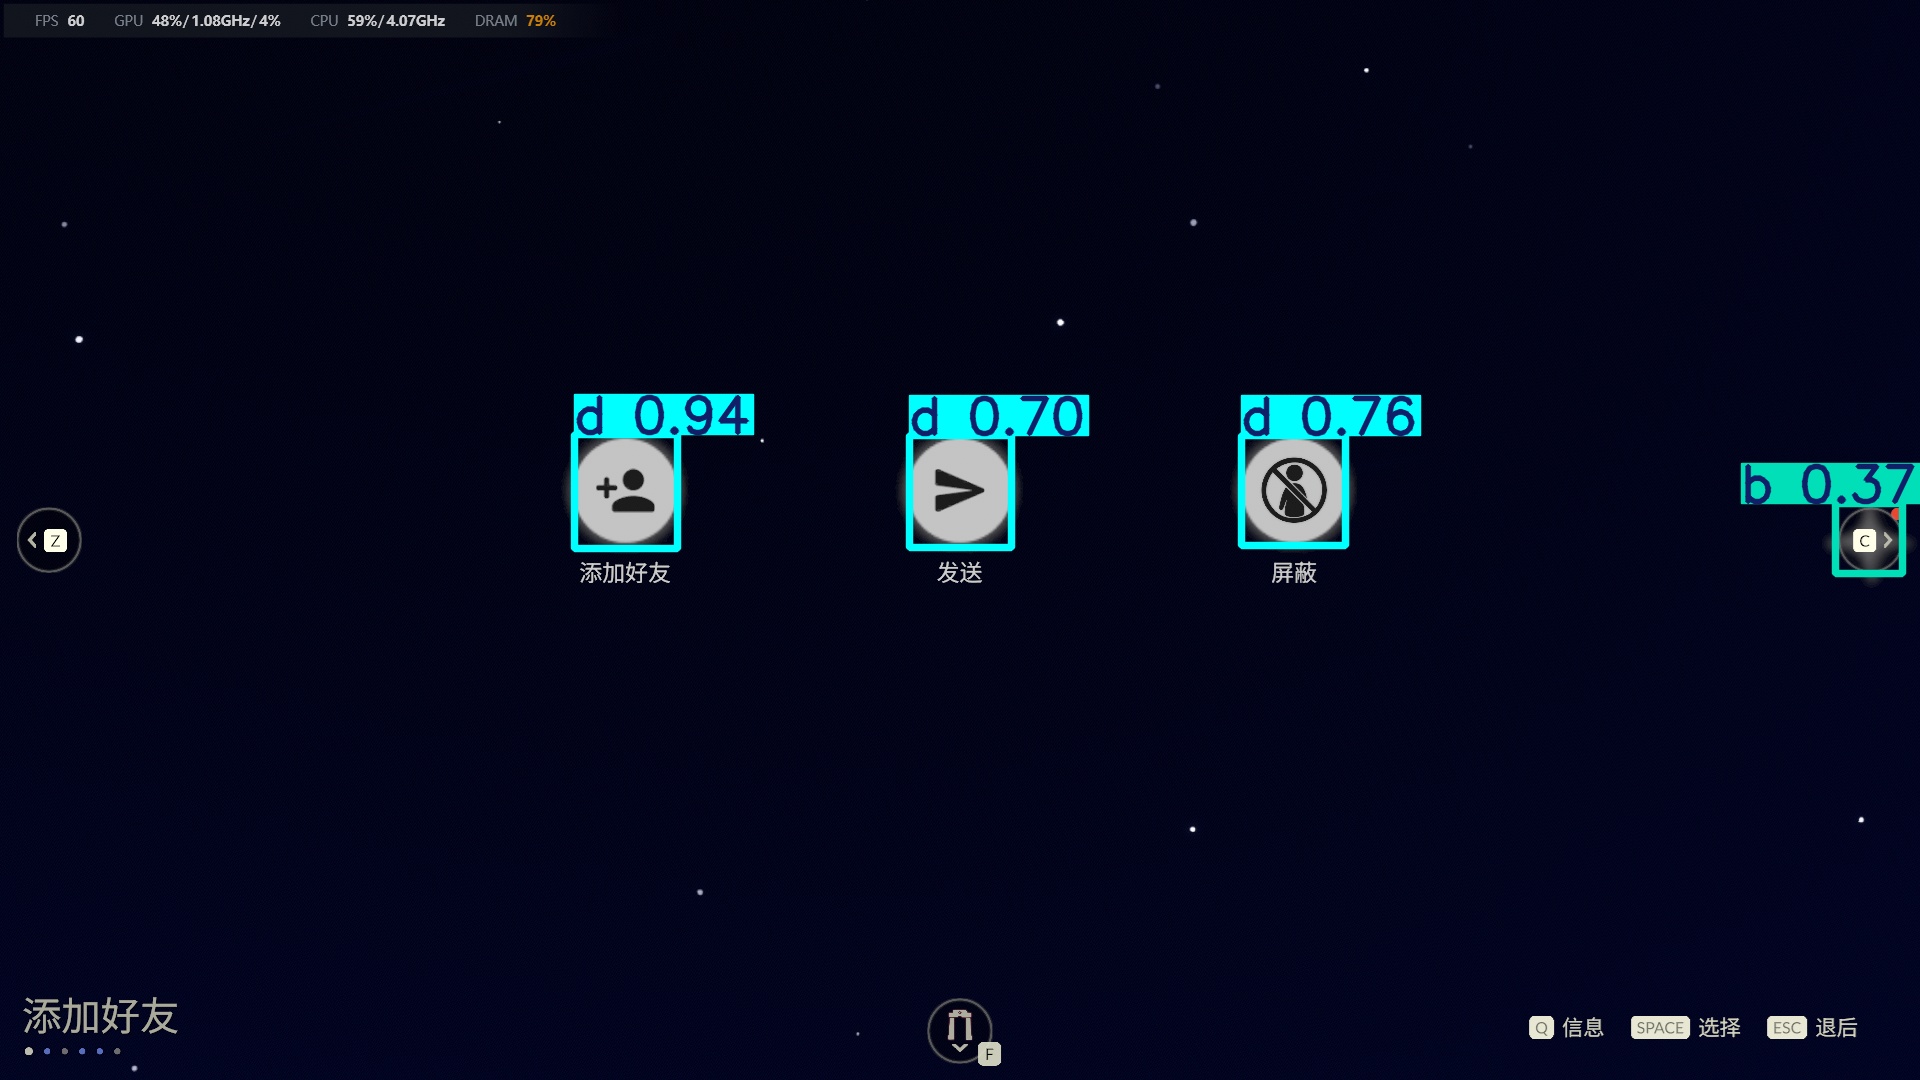 FPS 60 GPU 48%/1.08GHz/4% CPU 59%/4.07GHz DRAM 79%
d 0.94
d 0.70
d 0.76
b 0.37
Z
C
添加好友
发送
屏蔽
添加好友
F
Q 信息 SPACE 选择 ESC 退后